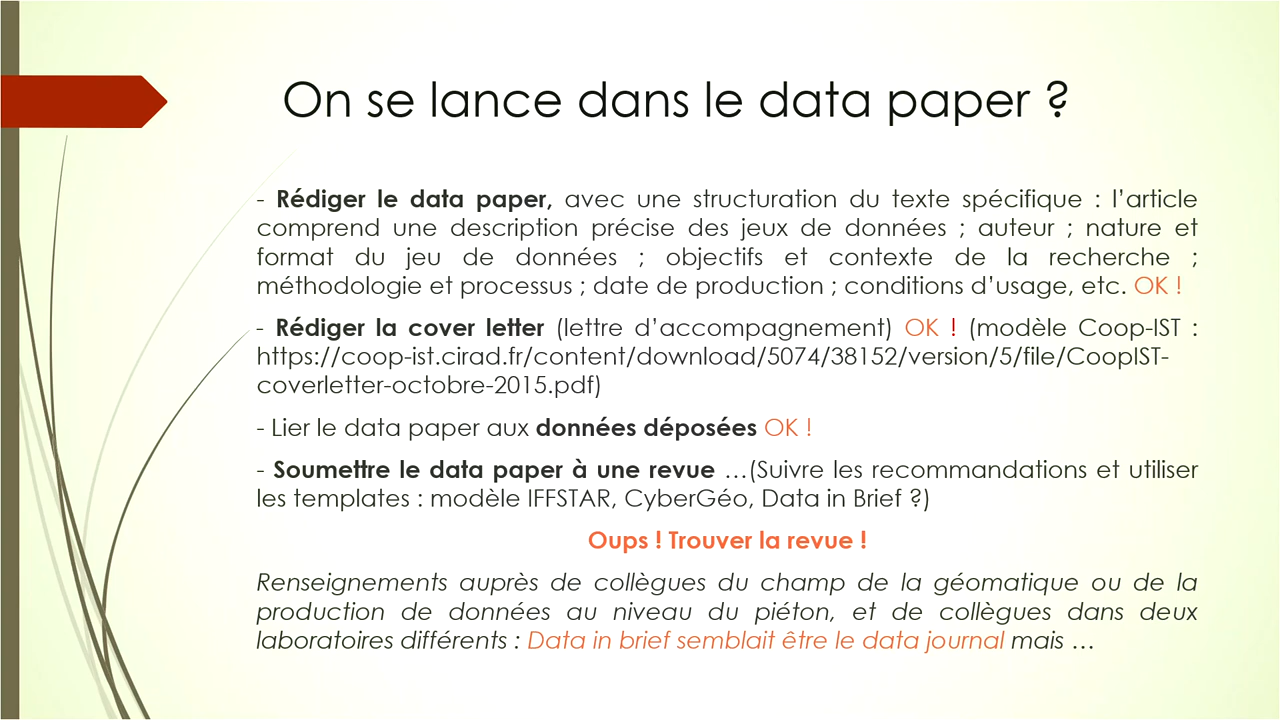 On se lance dans le data paper ?
- Rédiger le data paper, avec une structuration du texte spécifique : l’article
comprend une description précise des jeux de données ; auteur ; nature et
format du jeu de données ; objectifs et contexte de la recherche ;
méthodologie et processus ; date de production ; conditions d’usage, etc. OK !
- Rédiger la cover letter (lettre d’accompagnement) OK ! (modèle Coop-IST :
https://coop-ist.cirad.fr/content/download/5074/38152/version/5/file/CoopIST-
coverletter-octobre-2015.pdf)
- Lier le data paper aux données déposées OK !
- Soumettre le data paper à une revue …(Suivre les recommandations et utiliser
les templates : modèle IFFSTAR, CyberGéo, Data in Brief ?)
Oups ! Trouver la revue !
Renseignements auprès de collègues du champ de la géomatique ou de la
production de données au niveau du piéton, et de collègues dans deux
laboratoires différents : Data in brief semblait être le data journal mais …